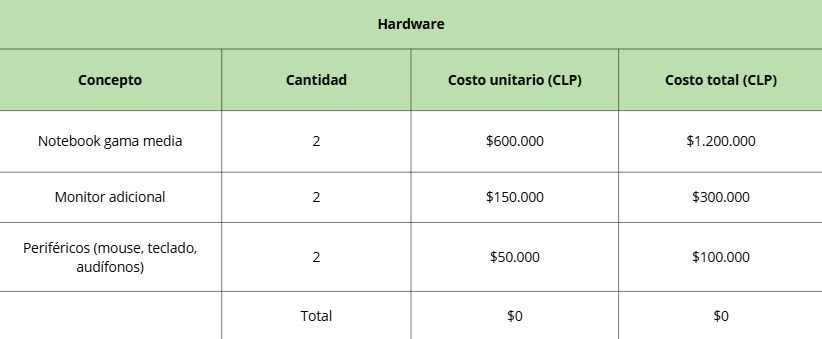 Hardware
Concepto Cantidad Costo unitario (CLP) Costo total (CLP)
Notebook gama media 2 $600.000 $1.200.000
Monitor adicional 2 $150.000 $300.000
Periféricos (mouse, teclado,
audífonos) 2 $50.000 $100.000
Total $0 $0